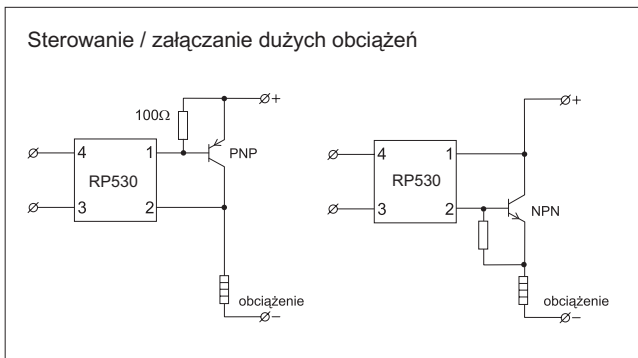 Sterowanie / załączanie dużych obciążeń
+
100Ω
PNP
4 1
RP530
3 2
obciążenie
–
+
4 1
RP530
3 2
NPN
obciążenie
–